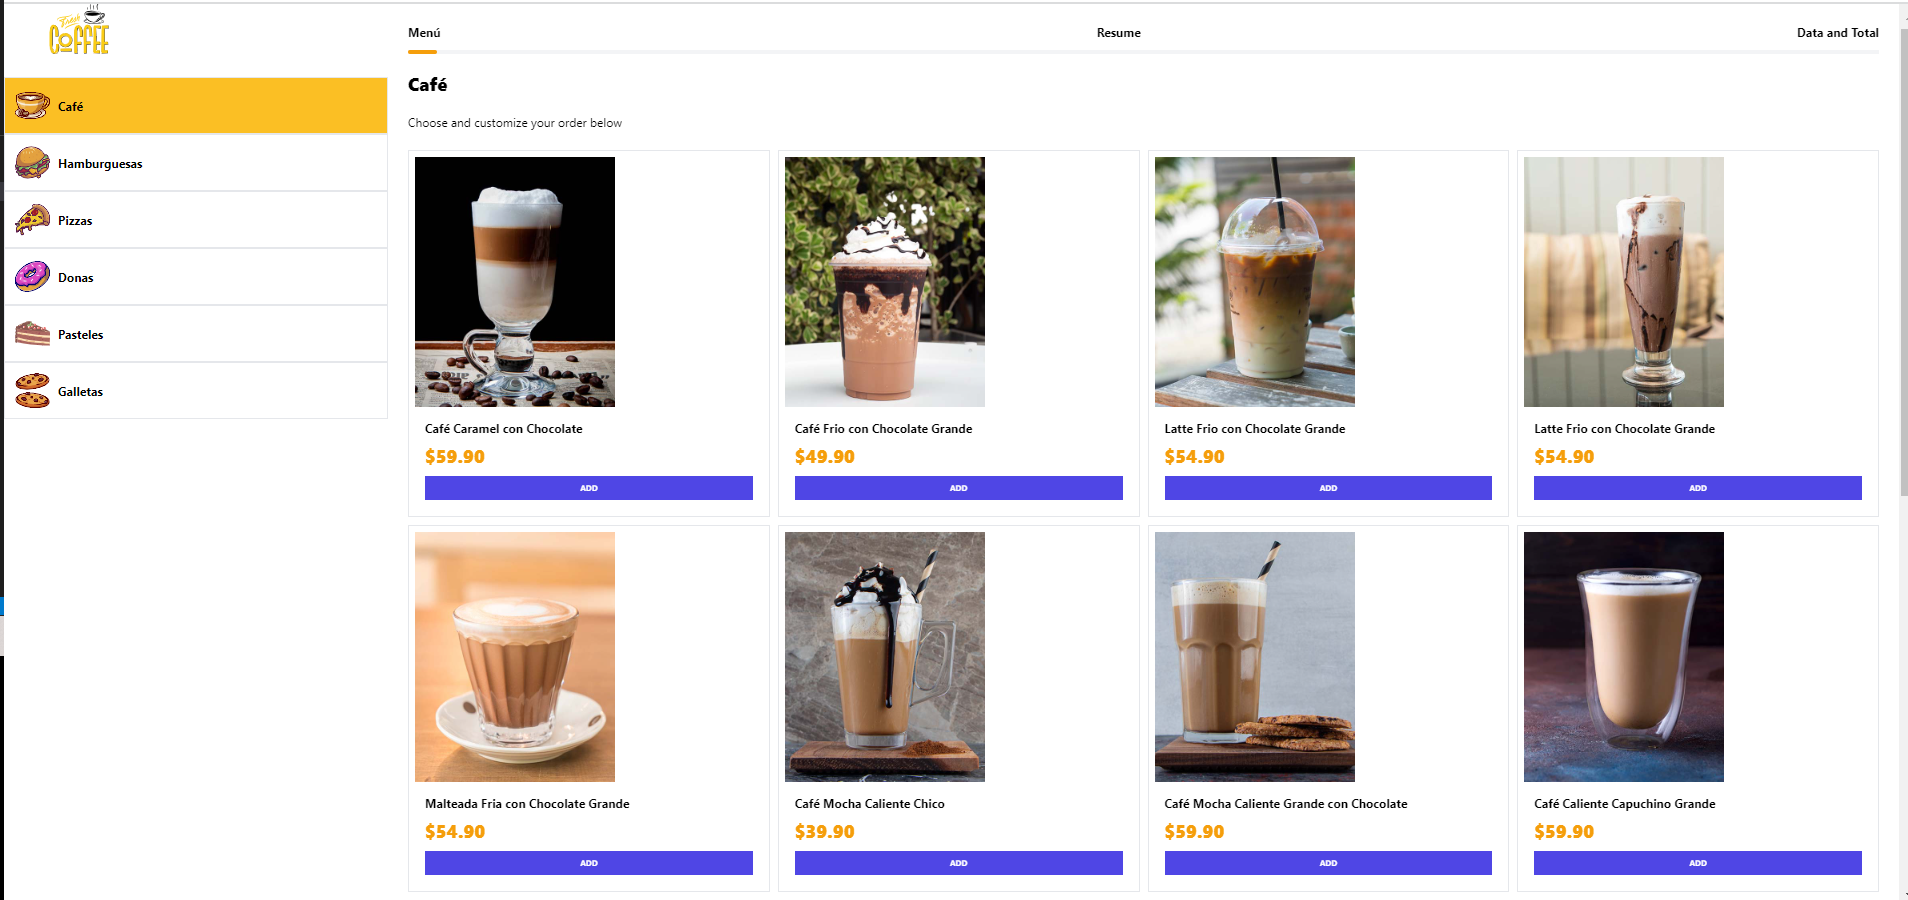 Fresh
COFFEE
Menú
Resume
Data and Total
Café
Hamburguesas
Pizzas
Donas
Pasteles
Galletas
Café
Choose and customize your order below
Café Caramel con Chocolate
$59.90
ADD
Café Frio con Chocolate Grande
$49.90
ADD
Latte Frio con Chocolate Grande
$54.90
ADD
Latte Frio con Chocolate Grande
$54.90
ADD
Malteada Fria con Chocolate Grande
$54.90
ADD
Café Mocha Caliente Chico
$39.90
ADD
Café Mocha Caliente Grande con Chocolate
$59.90
ADD
Café Caliente Capuchino Grande
$59.90
ADD